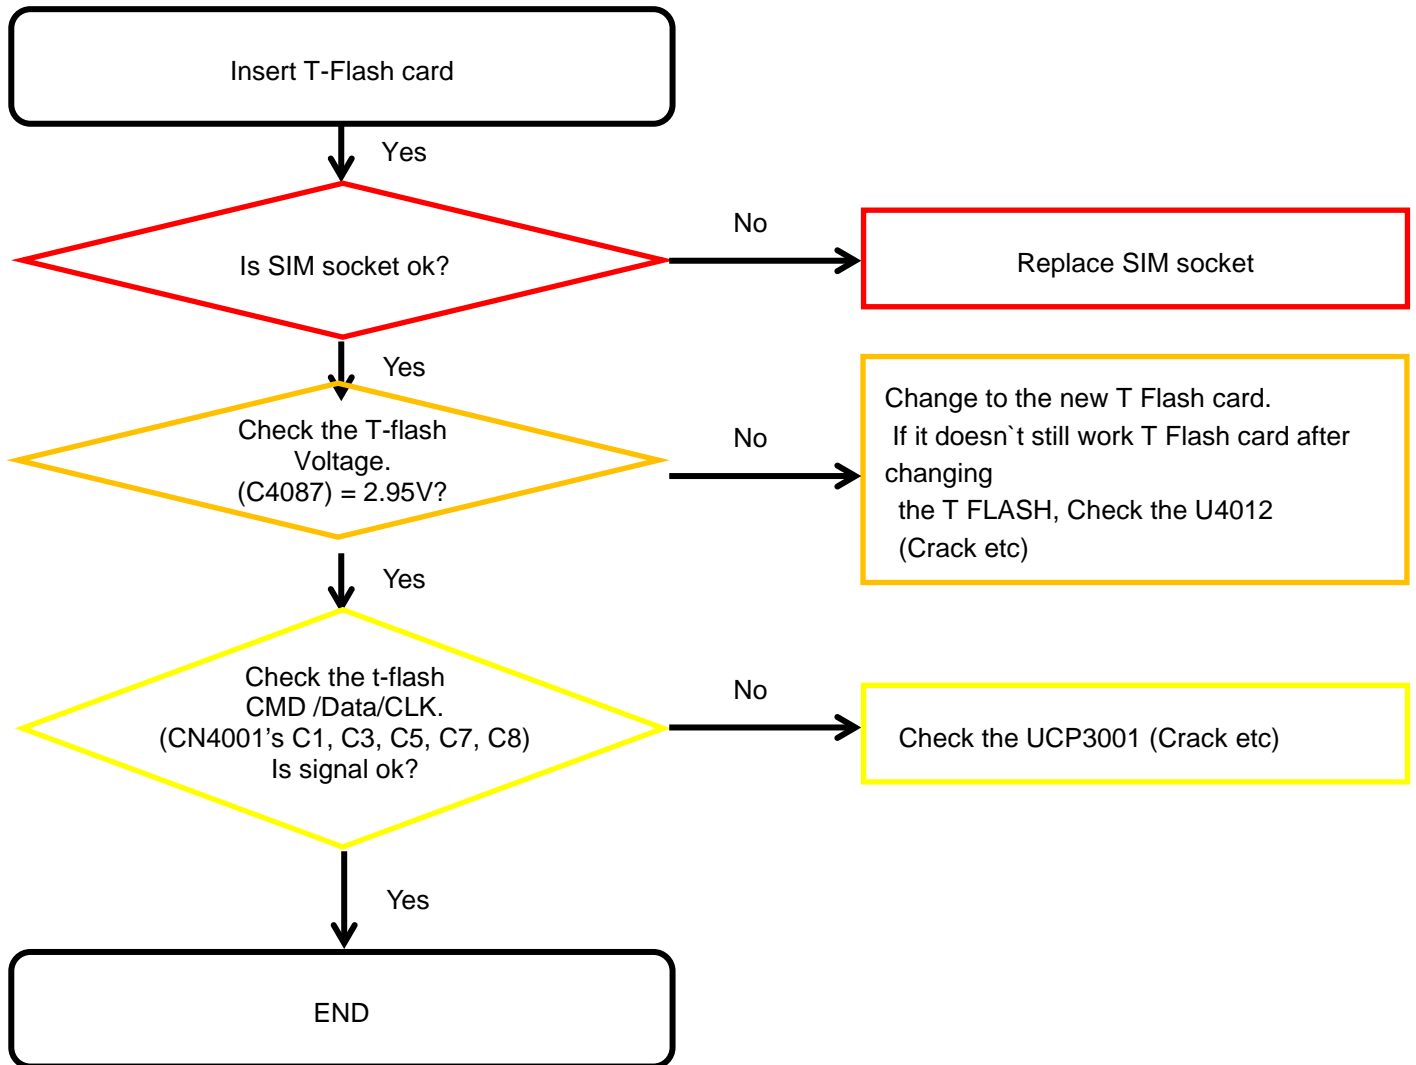 Insert T-Flash card
Yes
Is SIM socket ok?
No
Replace SIM socket
Yes
Check the T-flash
Voltage.
(C4087) = 2.95V?
No
Change to the new T Flash card.
If it doesn`t still work T Flash card after
changing
the T FLASH, Check the U4012
(Crack etc)
Yes
Check the t-flash
CMD /Data/CLK.
(CN4001’s C1, C3, C5, C7, C8)
Is signal ok?
No
Check the UCP3001 (Crack etc)
Yes
END